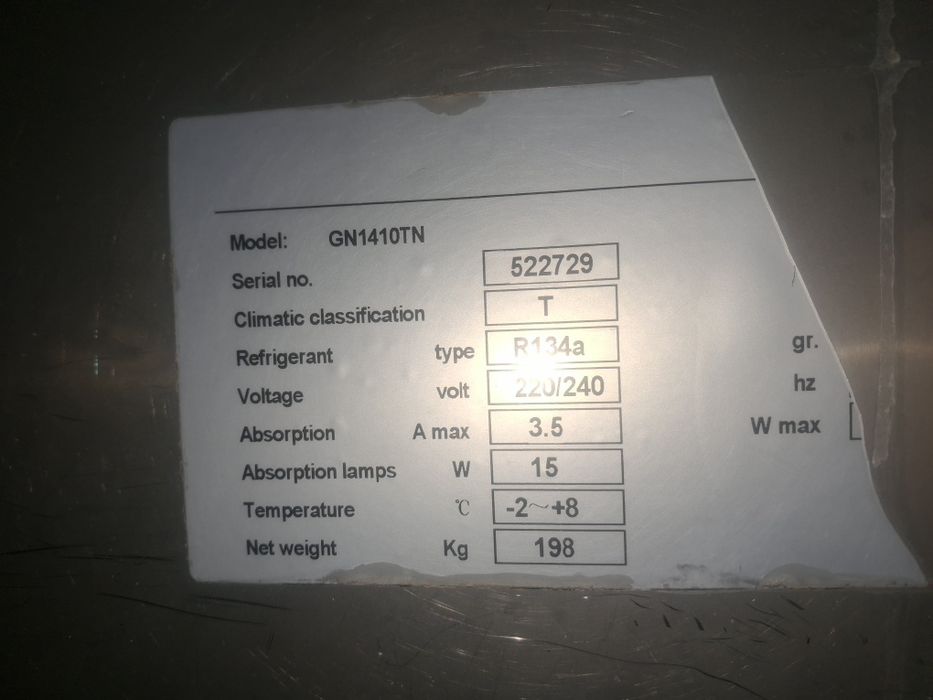 Model: GN1410TN
Serial no. 522729
Climatic classification T
Refrigerant type R134a gr.
Voltage volt 220/240 hz
Absorption A max 3.5 W max
Absorption lamps W 15
Temperature ℃ -2~+8
Net weight Kg 198